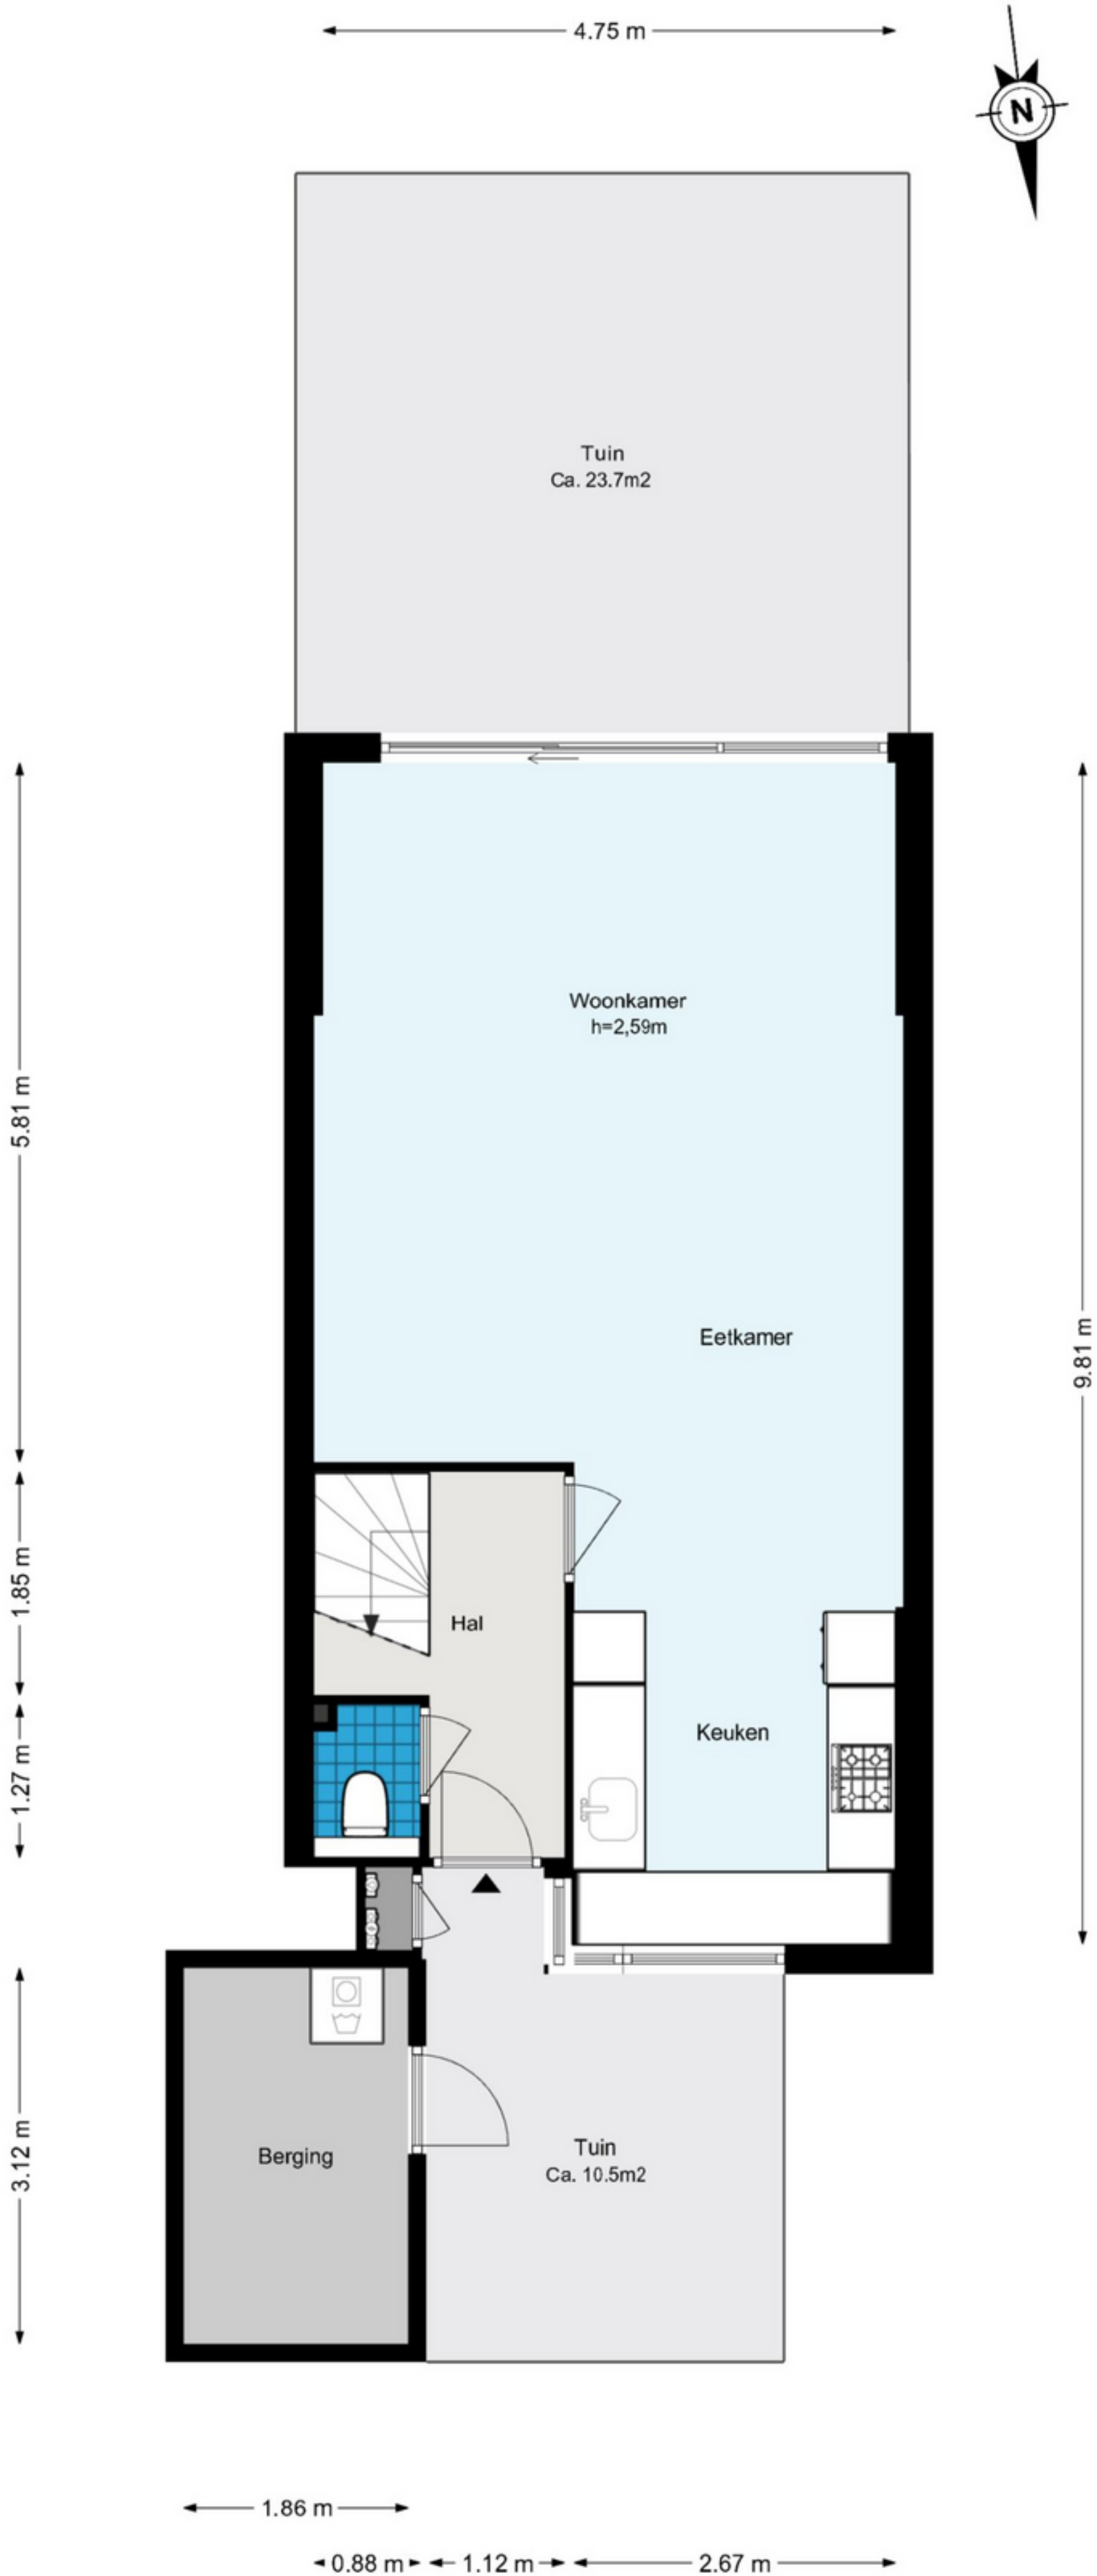 4.75 m
N
Tuin
Ca. 23.7m2
Woonkamer
h=2,59m
5.81 m
Eetkamer
9.81 m
1.85 m
Hal
Keuken
1.27 m
Berging
Tuin
Ca. 10.5m2
3.12 m
1.86 m
0.88 m
1.12 m
2.67 m